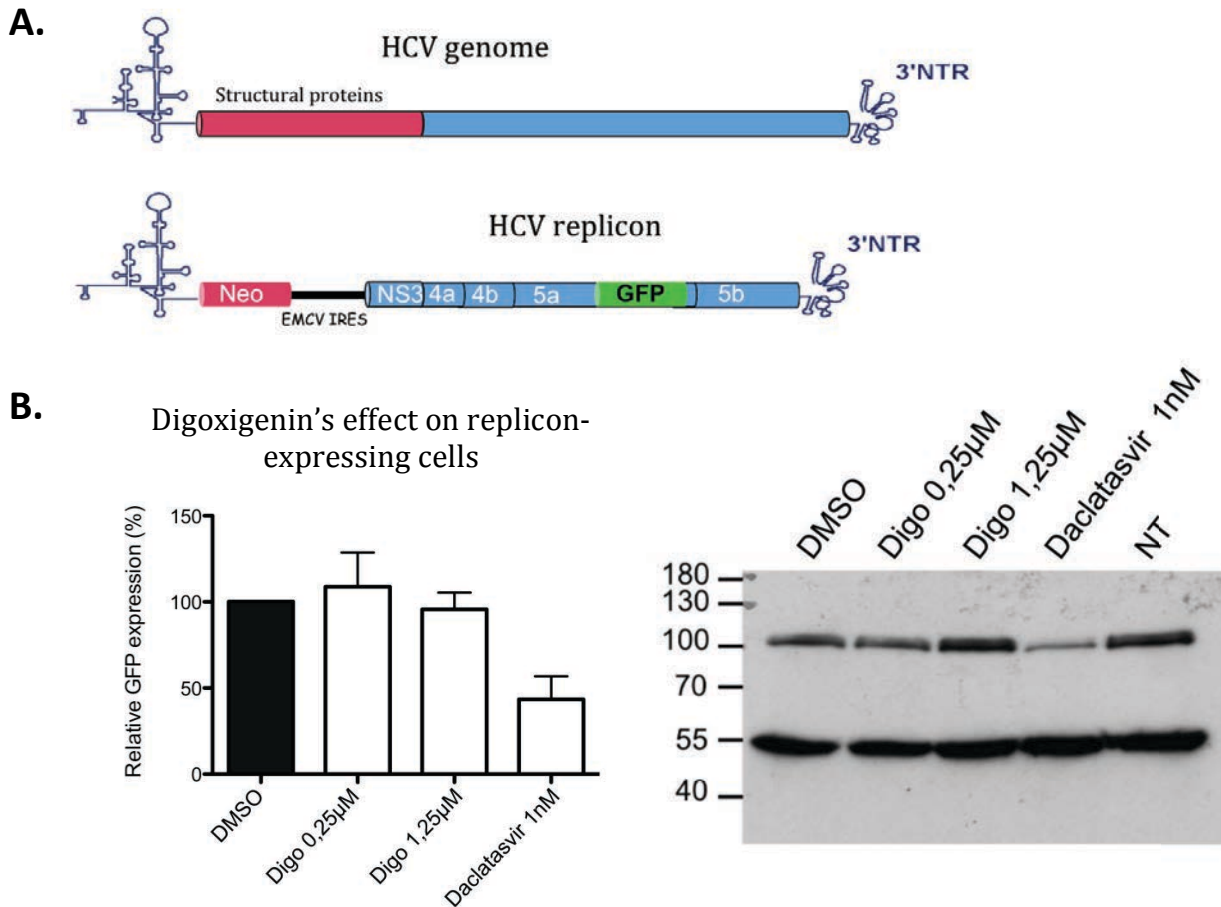 A.
HCV genome
3'NTR
Structural proteins
HCV replicon
3'NTR
Neo
EMCV IRES
NS3 4a 4b 5a GFP 5b
B.
Digoxigenin's effect on replicon-
expressing cells
Relative GFP expression (%)
150
100
50
0
DMSO
Digo 0,25µM
Digo 1,25µM
Daclatasvir 1nM
DMSO
Digo 0,25µM
Digo 1,25µM
Daclatasvir 1nM
NT
180
130
100
70
55
40